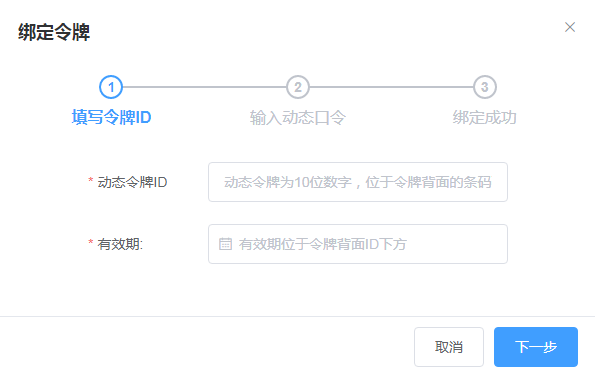 绑定令牌
1 2 3
填写令牌ID 输入动态口令 绑定成功
* 动态令牌ID 动态令牌为10位数字，位于令牌背面的条码
* 有效期: 有效期位于令牌背面ID下方
取消 下一步